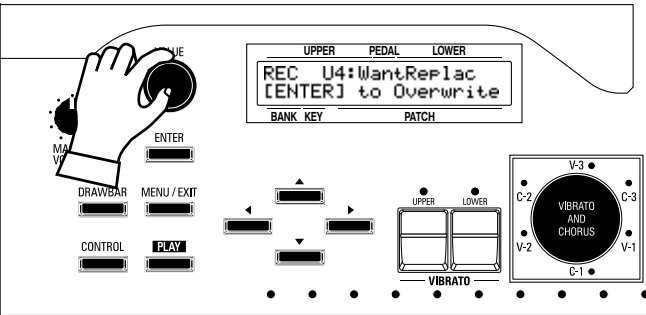 VALUE
UPPER PEDAL LOWER
REC U4:WantReplac
[ENTER] to Overwrite
BANK KEY PATCH
ENTER
DRAWBAR MENU / EXIT
CONTROL PLAY
UPPER LOWER
VIBRATO
V-3
C-2 C-3
VIBRATO
AND
CHORUS
V-2 V-1
C-1